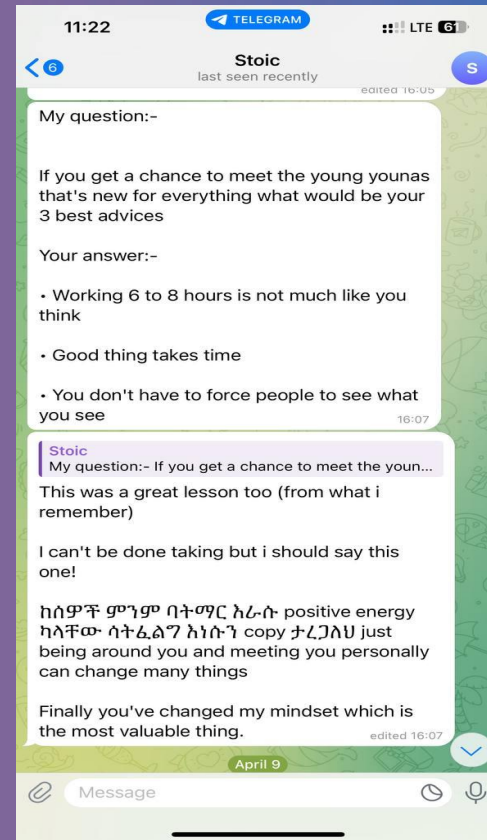 11:22
TELEGRAM
LTE 61
6
Stoic
last seen recently
S
edited 16:05
My question:-
If you get a chance to meet the young younas
that's new for everything what would be your
3 best advices
Your answer:-
• Working 6 to 8 hours is not much like you
think
• Good thing takes time
• You don't have to force people to see what
you see
16:07
Stoic
My question:- If you get a chance to meet the youn...
This was a great lesson too (from what i
remember)
I can't be done taking but i should say this
one!
ከሰዎች ምንም ባትማር እራሱ positive energy
ካላቸው ሳትፈልግ እነሱን copy ታረጋለህ just
being around you and meeting you personally
can change many things
Finally you've changed my mindset which is
the most valuable thing.
edited 16:07
April 9
Message